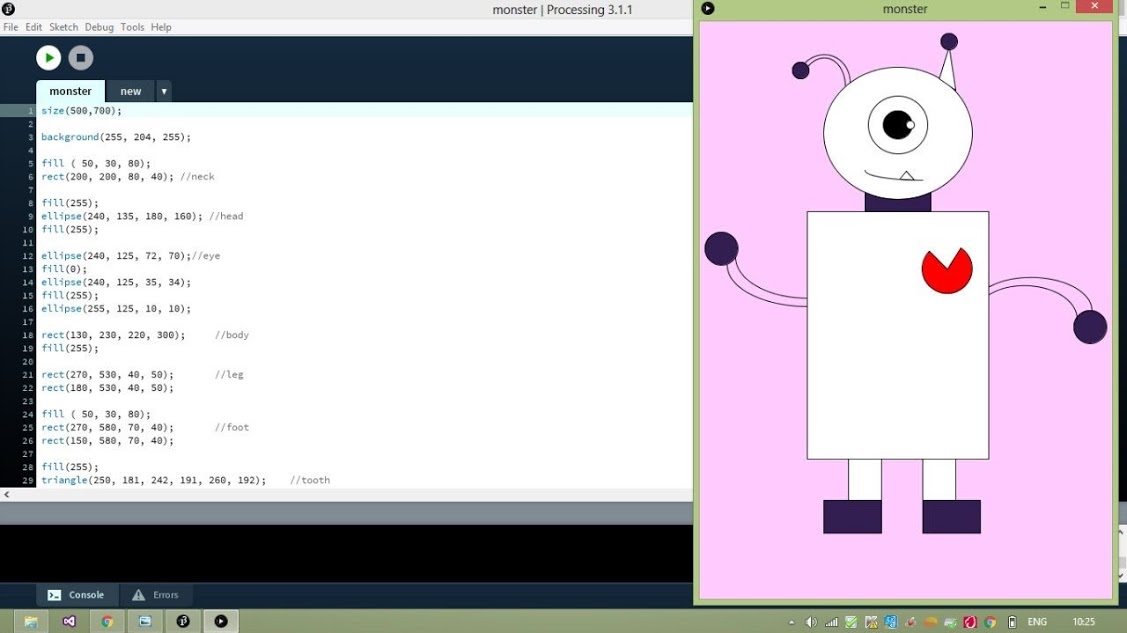 monster | Processing 3.1.1
File Edit Sketch Debug Tools Help
monster new
1 size(500,700);
2
3 background(255, 204, 255);
4
5 fill ( 50, 30, 80);
6 rect(200, 200, 80, 40); //neck
7
8 fill(255);
9 ellipse(240, 135, 180, 160); //head
10 fill(255);
11
12 ellipse(240, 125, 72, 70);//eye
13 fill(0);
14 ellipse(240, 125, 35, 34);
15 fill(255);
16 ellipse(255, 125, 10, 10);
17
18 rect(130, 230, 220, 300); //body
19 fill(255);
20
21 rect(270, 530, 40, 50); //leg
22 rect(180, 530, 40, 50);
23
24 fill ( 50, 30, 80);
25 rect(270, 580, 70, 40); //foot
26 rect(150, 580, 70, 40);
27
28 fill(255);
29 triangle(250, 181, 242, 191, 260, 192); //tooth
Console Errors
monster
ENG 10:25